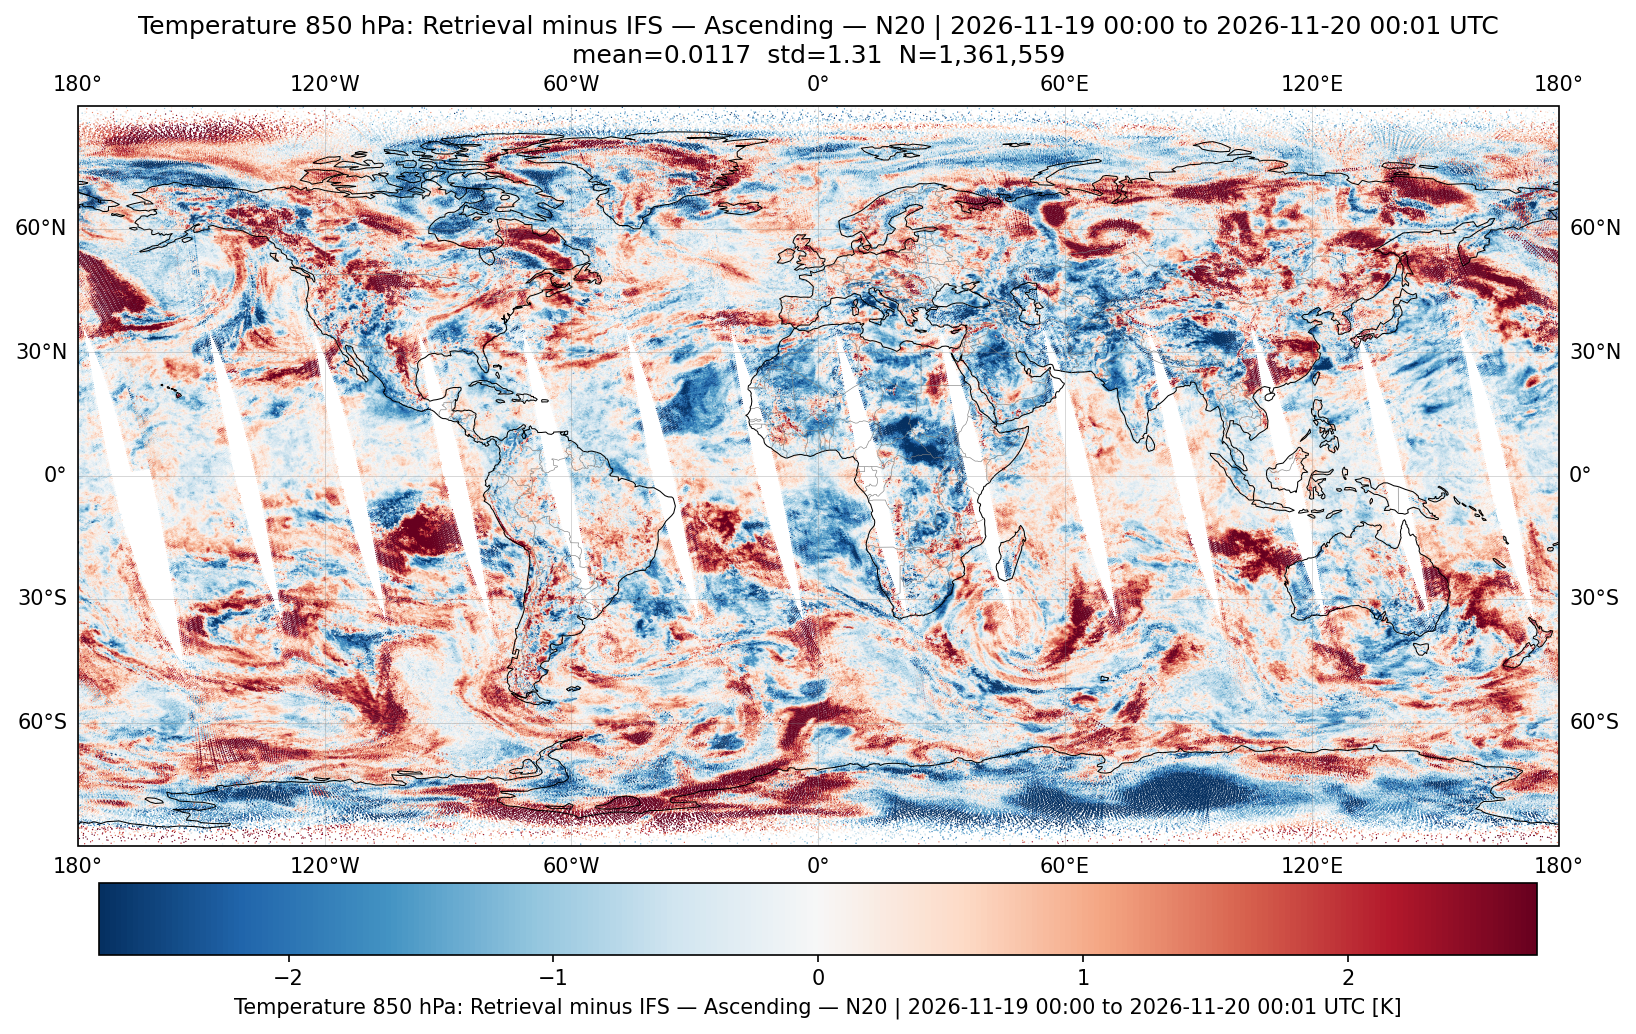 Temperature 850 hPa: Retrieval minus IFS — Ascending — N20 | 2026-11-19 00:00 to 2026-11-20 00:01 UTC
mean=0.0117  std=1.31  N=1,361,559
180° 120°W 60°W 0° 60°E 120°E 180°
60°N 60°N
30°N 30°N
0° 0°
30°S 30°S
60°S 60°S
180° 120°W 60°W 0° 60°E 120°E 180°
−2 −1 0 1 2
Temperature 850 hPa: Retrieval minus IFS — Ascending — N20 | 2026-11-19 00:00 to 2026-11-20 00:01 UTC [K]